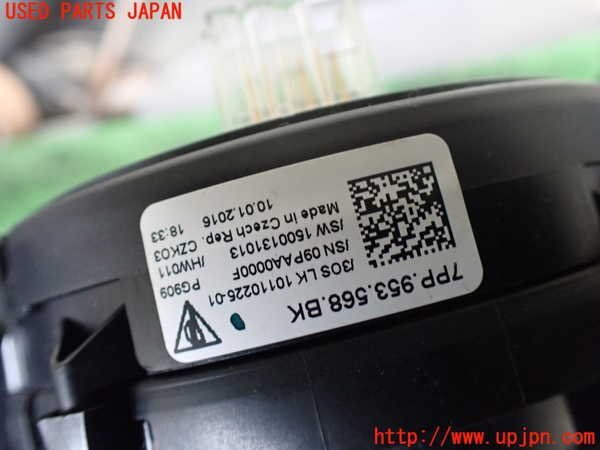 USED PARTS JAPAN
7PP.953.568.BK
/3OS LK 10110225-01
/SN 09PAA0000F
/SW 1500131013
Made in Czech Rep. CZK03
10.01.2016
18:33
/HW011
PG909
http://www.upjpn.com/